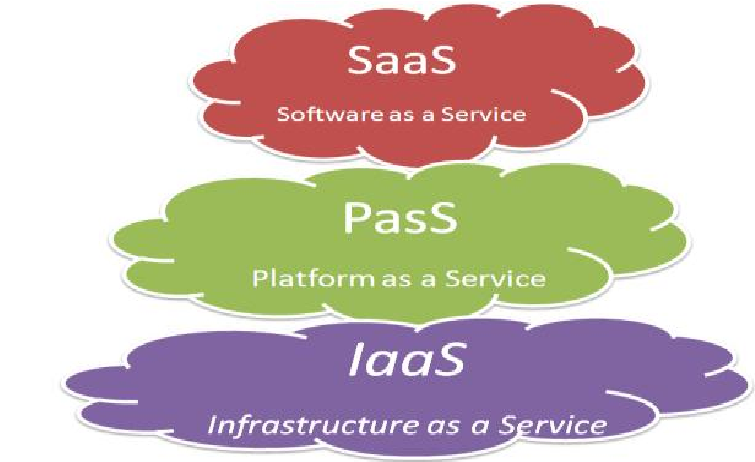 SaaS
Software as a Service
PasS
Platform as a Service
IaaS
Infrastructure as a Service